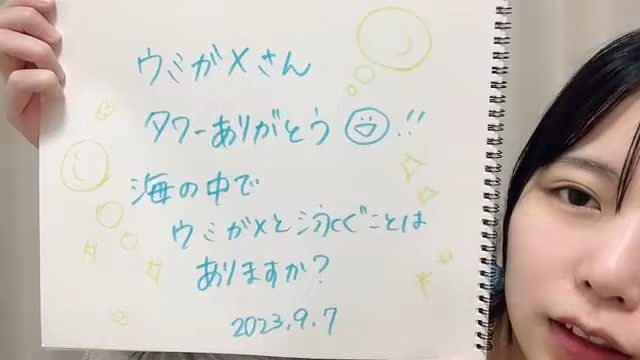 ウミガメさん
タワーありがとう!!
海の中で
ウミガメと泳ぐことは
ありますか?
2023.9.7